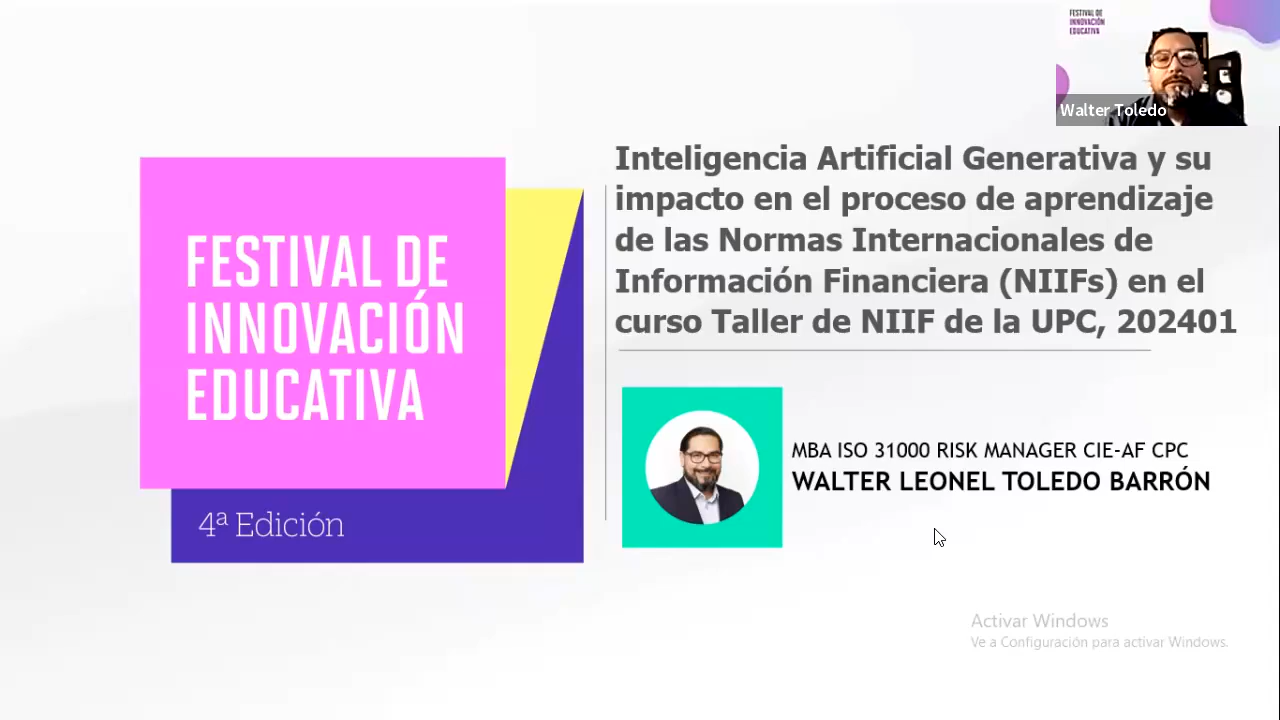 FESTIVAL DE
INNOVACIÓN
EDUCATIVA
Walter Toledo
Inteligencia Artificial Generativa y su
impacto en el proceso de aprendizaje
de las Normas Internacionales de
Información Financiera (NIIFs) en el
curso Taller de NIIF de la UPC, 202401
FESTIVAL DE
INNOVACIÓN
EDUCATIVA
4ª Edición
MBA ISO 31000 RISK MANAGER CIE-AF CPC
WALTER LEONEL TOLEDO BARRÓN
Activar Windows
Ve a Configuración para activar Windows.